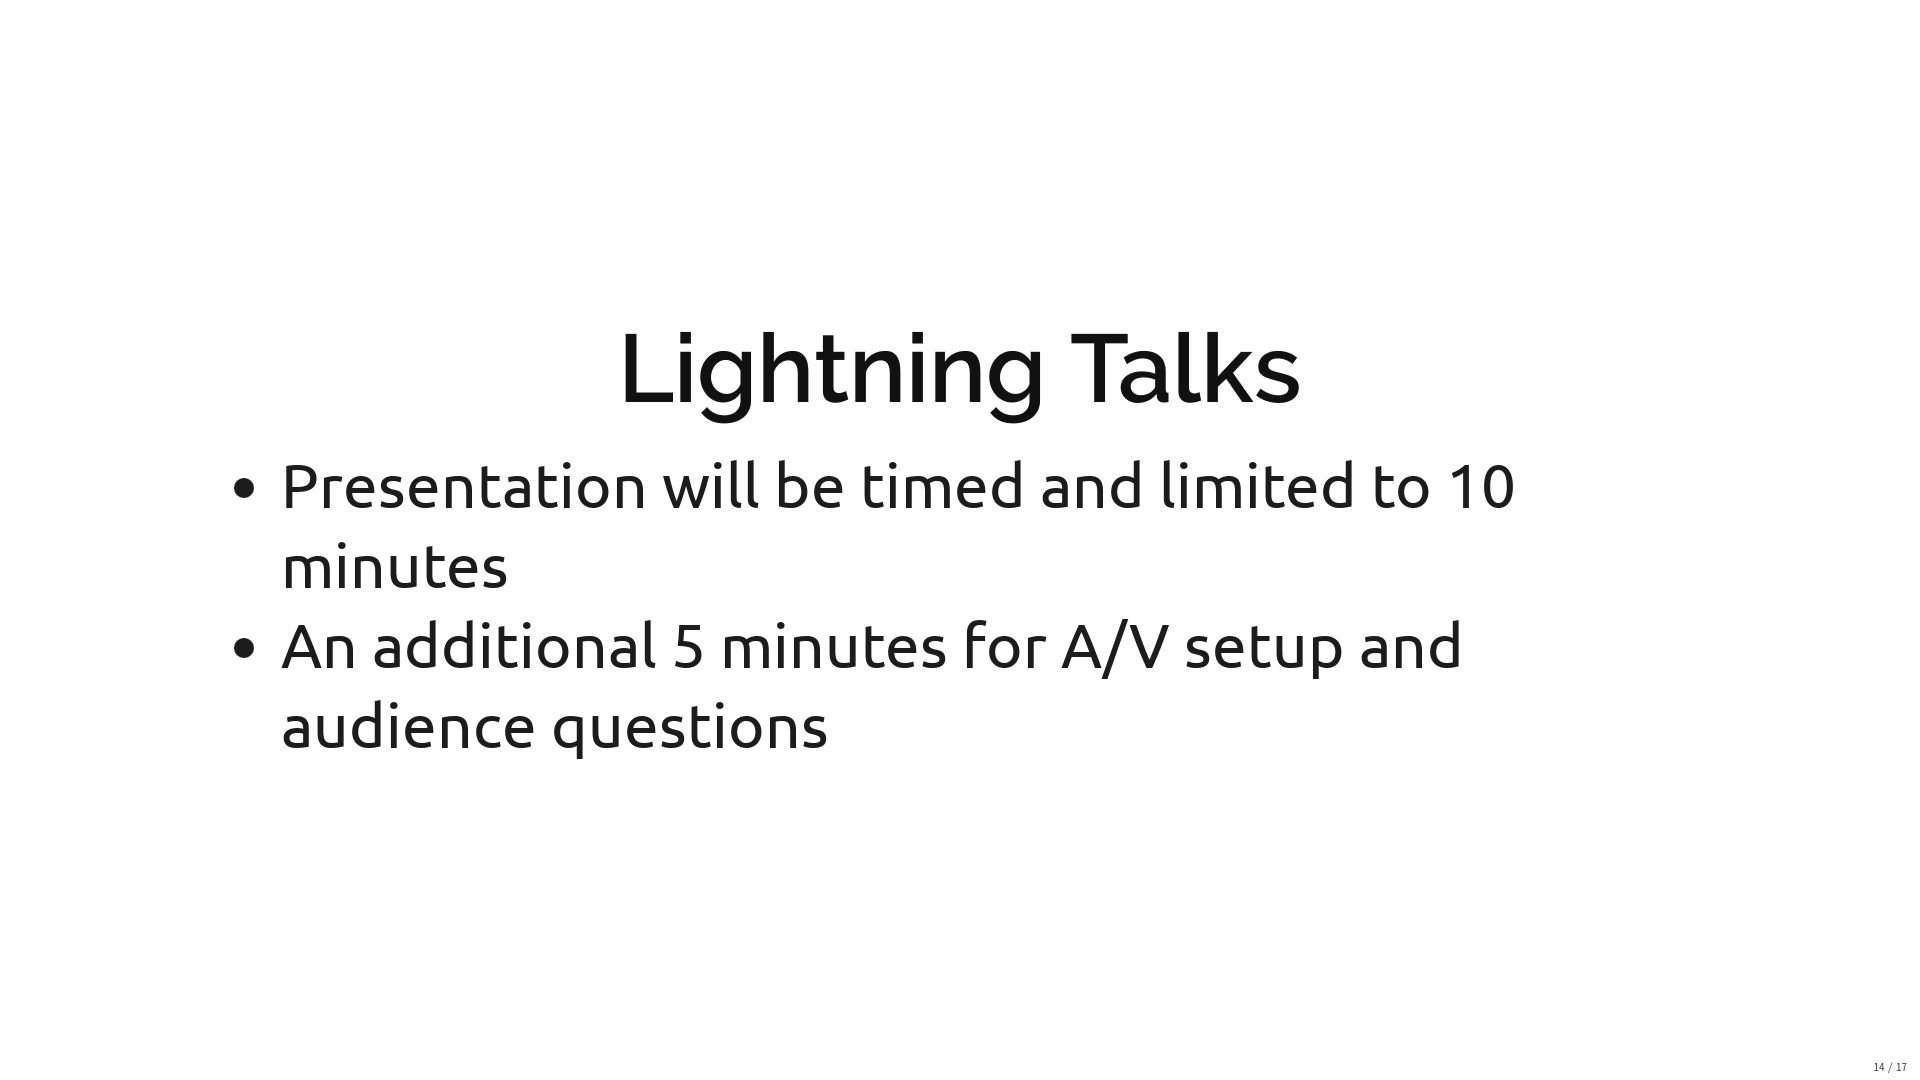 Lightning Talks
• Presentation will be timed and limited to 10
minutes
• An additional 5 minutes for A/V setup and
audience questions
14 / 17